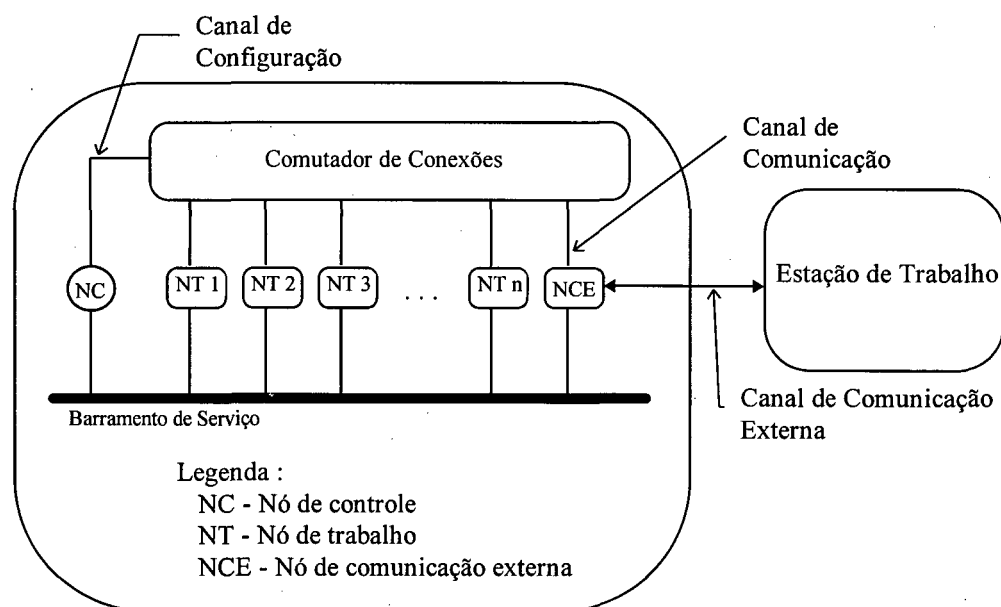 Canal de
Configuração
Comutador de Conexões
Canal de
Comunicação
NC
NT 1
NT 2
NT 3
. . .
NT n
NCE
Estação de Trabalho
Barramento de Serviço
Canal de Comunicação
Externa
Legenda :
NC - Nó de controle
NT - Nó de trabalho
NCE - Nó de comunicação externa